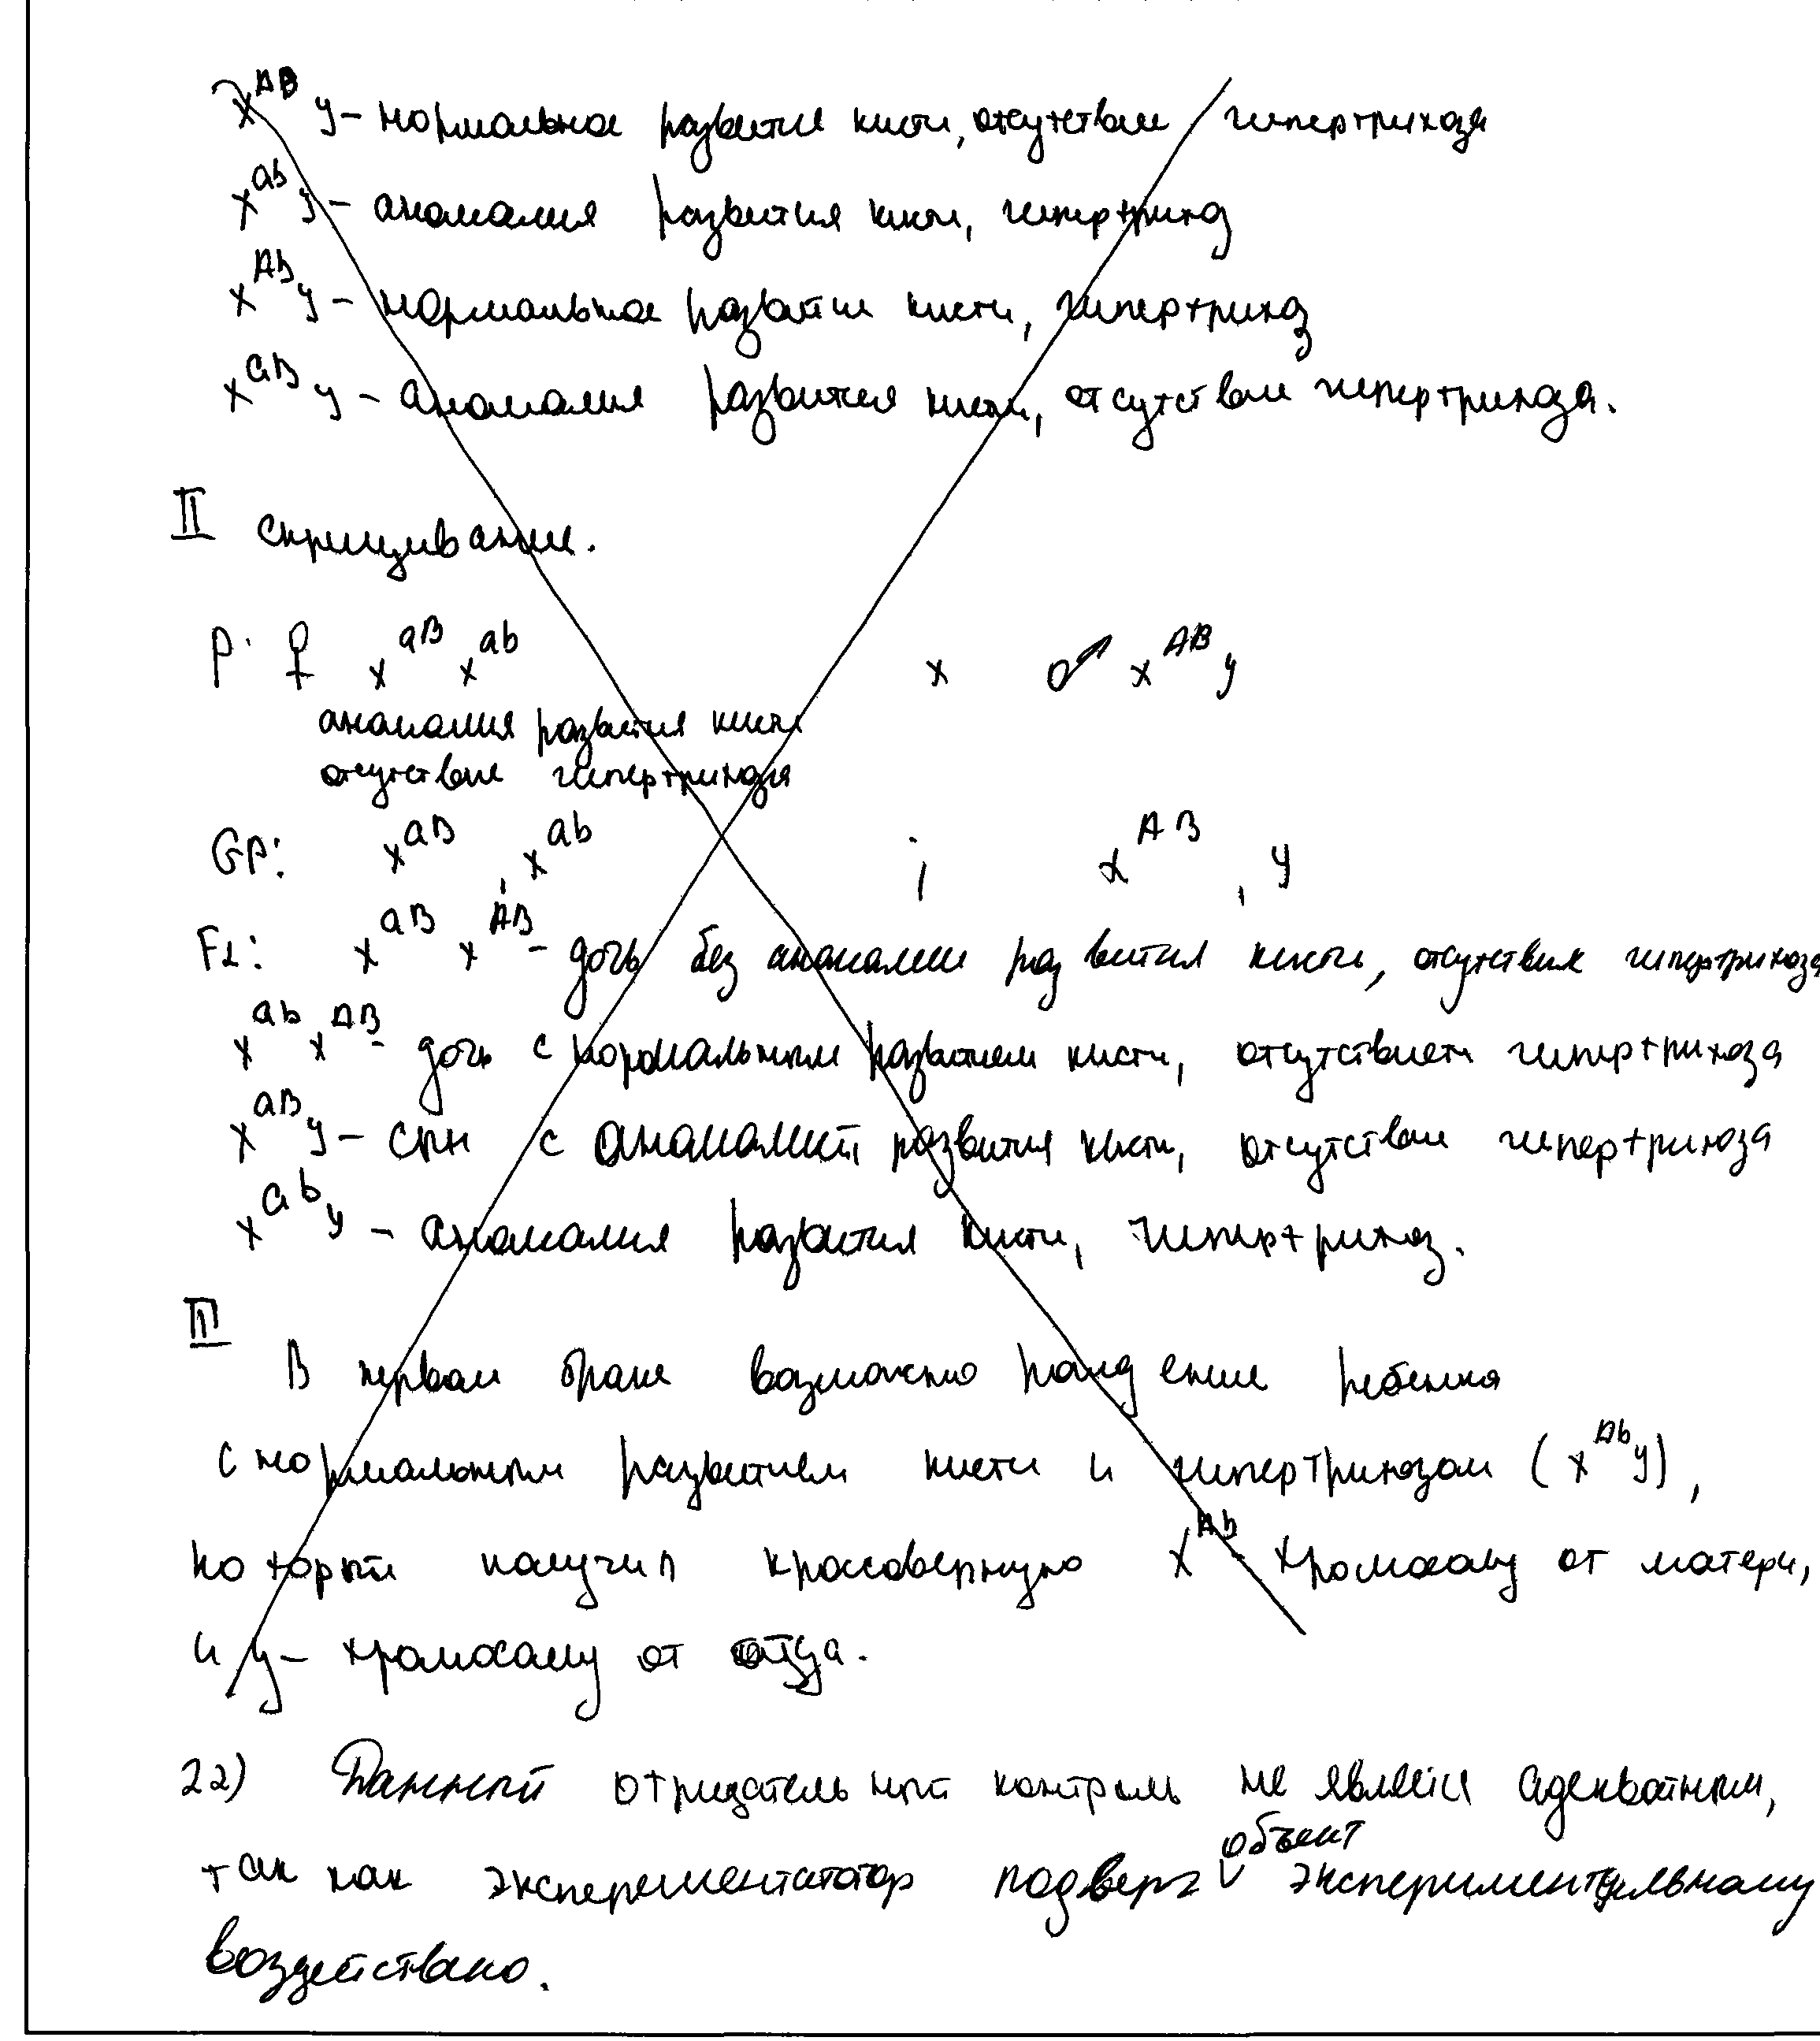 X^AB У – нормальное развитие кисти, отсутствие гипертрихоза
X^ab У – аномалия развития кисти, гипертрихоз
X^Ab У – нормальное развитие кисти, гипертрихоз
X^aB У – аномалия развития кисти, отсутствие гипертрихоза.
II скрещивание.
P: ♀ X^aB X^ab x ♂ X^AB У
аномалия развития кисти
отсутствие гипертрихоза
GP: X^aB , X^ab ; X^AB , У
F2: X^aB X^AB – дочь без аномалии развития кисти, отсутствия гипертрихоза
X^ab X^AB – дочь с нормальным развитием кисти, отсутствием гипертрихоза
X^aB У – сын с аномалией развития кисти, отсутствием гипертрихоза
X^ab У – аномалия развития кисти, гипертрихоз.
III
В первом браке возможно рождение ребенка
с нормальным развитием кисти и гипертрихозом (X^Ab У),
который получил кроссоверную X^Ab - хромосому от матери,
и У – хромосому от отца.
22) Данный отрицательный контроль не является адекватным,
так как эксперементататор подверг объект экспериментальному
воздействию.